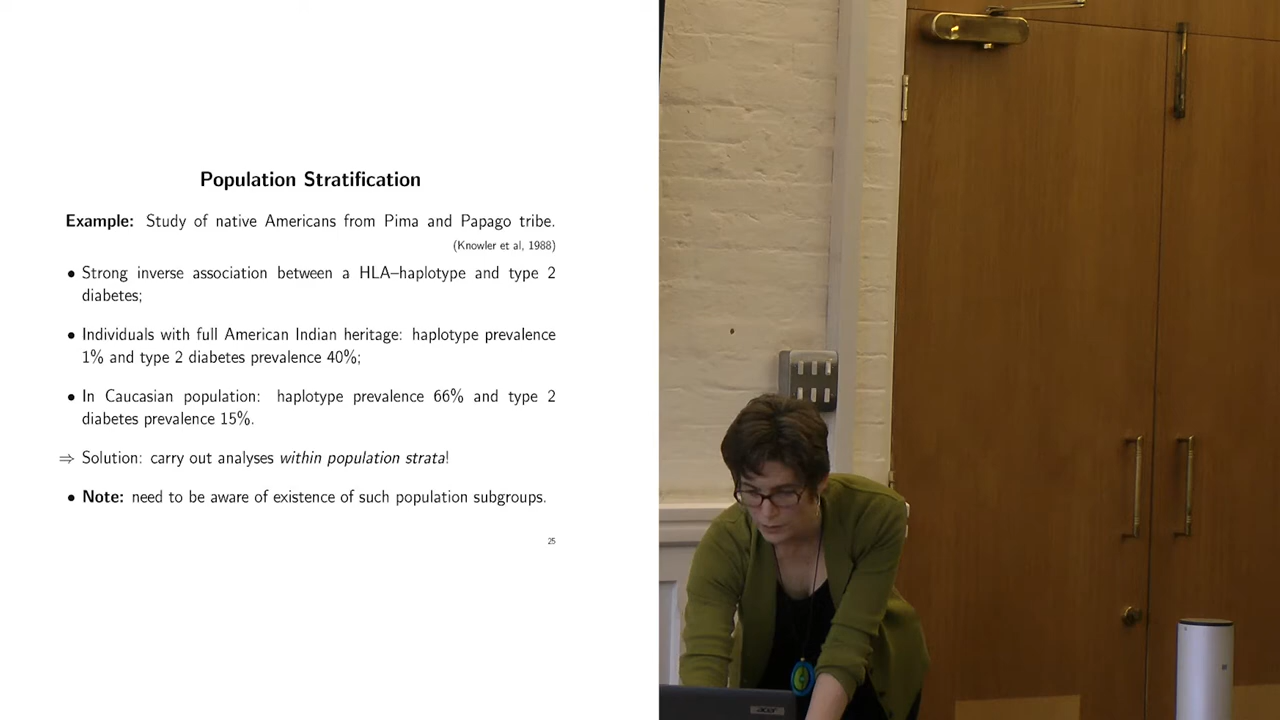 Population Stratification
Example: Study of native Americans from Pima and Papago tribe.
(Knowler et al, 1988)
• Strong inverse association between a HLA–haplotype and type 2
diabetes;
• Individuals with full American Indian heritage: haplotype prevalence
1% and type 2 diabetes prevalence 40%;
• In Caucasian population: haplotype prevalence 66% and type 2
diabetes prevalence 15%.
⇒ Solution: carry out analyses within population strata!
• Note: need to be aware of existence of such population subgroups.
25
acer